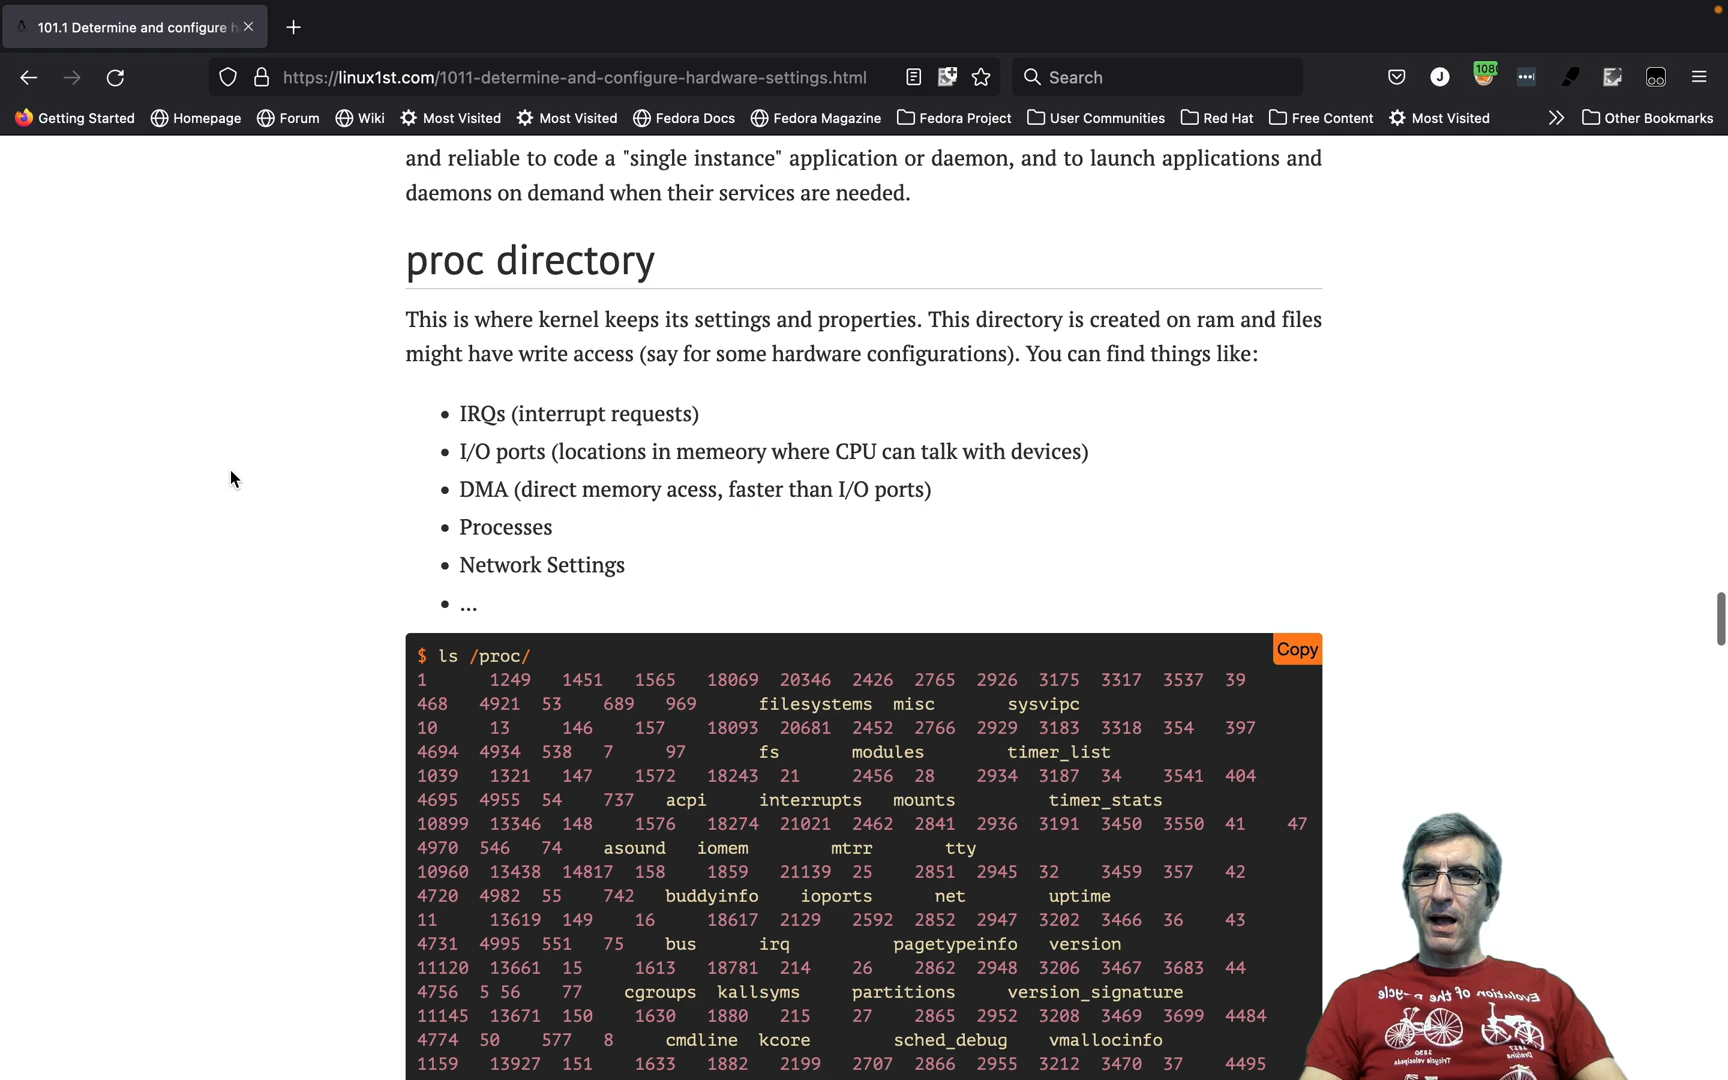 101.1 Determine and configure h
https://linux1st.com/1011-determine-and-configure-hardware-settings.html
Search
J
108
Getting Started
Homepage
Forum
Wiki
Most Visited
Most Visited
Fedora Docs
Fedora Magazine
Fedora Project
User Communities
Red Hat
Free Content
Most Visited
Other Bookmarks
and reliable to code a "single instance" application or daemon, and to launch applications and
daemons on demand when their services are needed.
proc directory
This is where kernel keeps its settings and properties. This directory is created on ram and files
might have write access (say for some hardware configurations). You can find things like:
• IRQs (interrupt requests)
• I/O ports (locations in memeory where CPU can talk with devices)
• DMA (direct memory acess, faster than I/O ports)
• Processes
• Network Settings
• ...
Copy
$ ls /proc/
1 1249 1451 1565 18069 20346 2426 2765 2926 3175 3317 3537 39
468 4921 53 689 969 filesystems misc sysvipc
10 13 146 157 18093 20681 2452 2766 2929 3183 3318 354 397
4694 4934 538 7 97 fs modules timer_list
1039 1321 147 1572 18243 21 2456 28 2934 3187 34 3541 404
4695 4955 54 737 acpi interrupts mounts timer_stats
10899 13346 148 1576 18274 21021 2462 2841 2936 3191 3450 3550 41 47
4970 546 74 asound iomem mtrr tty
10960 13438 14817 158 1859 21139 25 2851 2945 32 3459 357 42
4720 4982 55 742 buddyinfo ioports net uptime
11 13619 149 16 18617 2129 2592 2852 2947 3202 3466 36 43
4731 4995 551 75 bus irq pagetypeinfo version
11120 13661 15 1613 18781 214 26 2862 2948 3206 3467 3683 44
4756 5 56 77 cgroups kallsyms partitions version_signature
11145 13671 150 1630 1880 215 27 2865 2952 3208 3469 3699 4484
4774 50 577 8 cmdline kcore sched_debug vmallocinfo
1159 13927 151 1633 1882 2199 2707 2866 2955 3212 3470 37 4495
Evolution of the